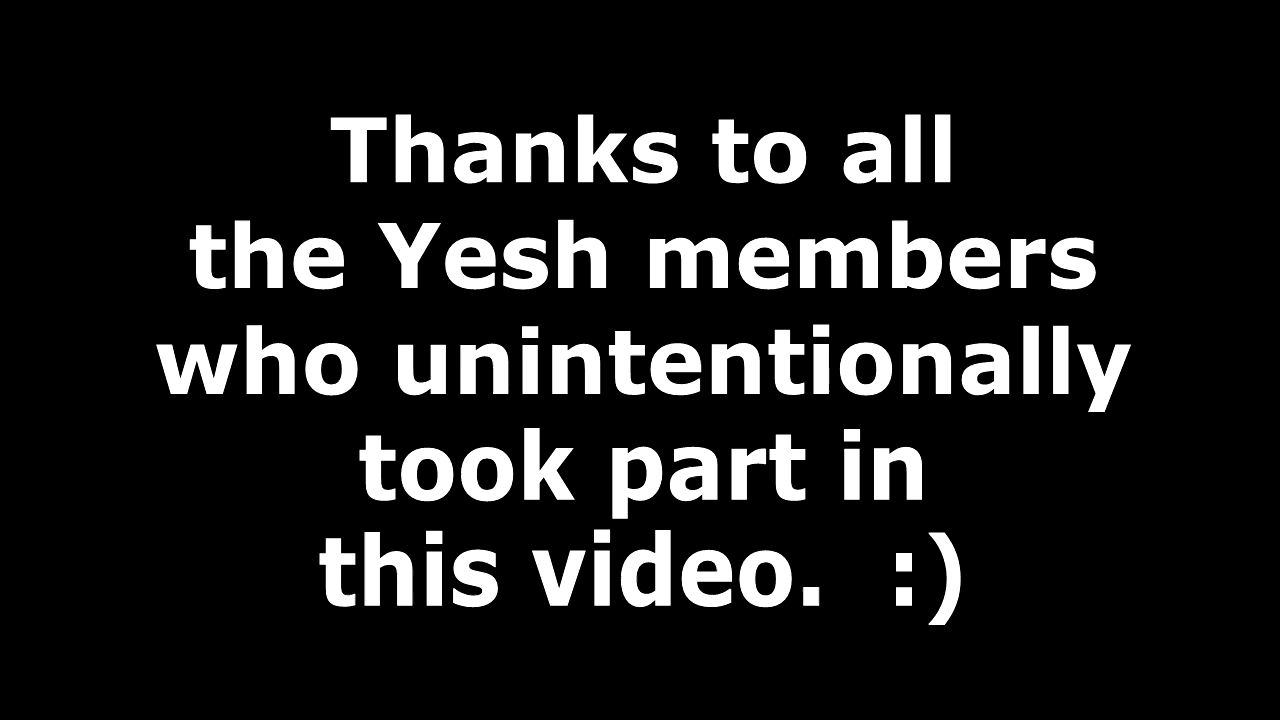 Thanks to all
the Yesh members
who unintentionally
took part in
this video.  :)